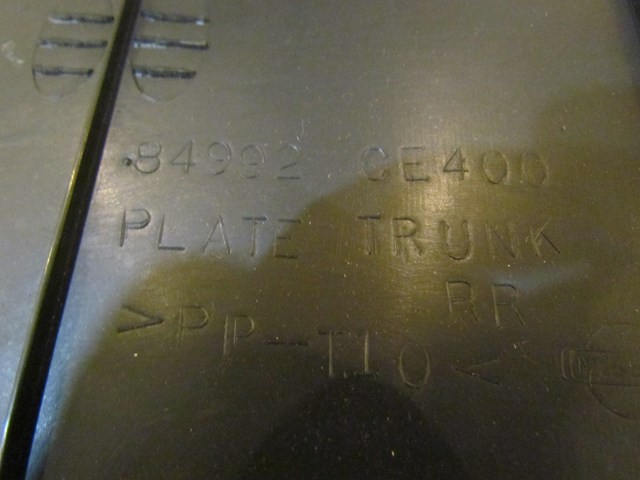 84992 CE400
PLATE TRUNK
RR
>PP-T10<